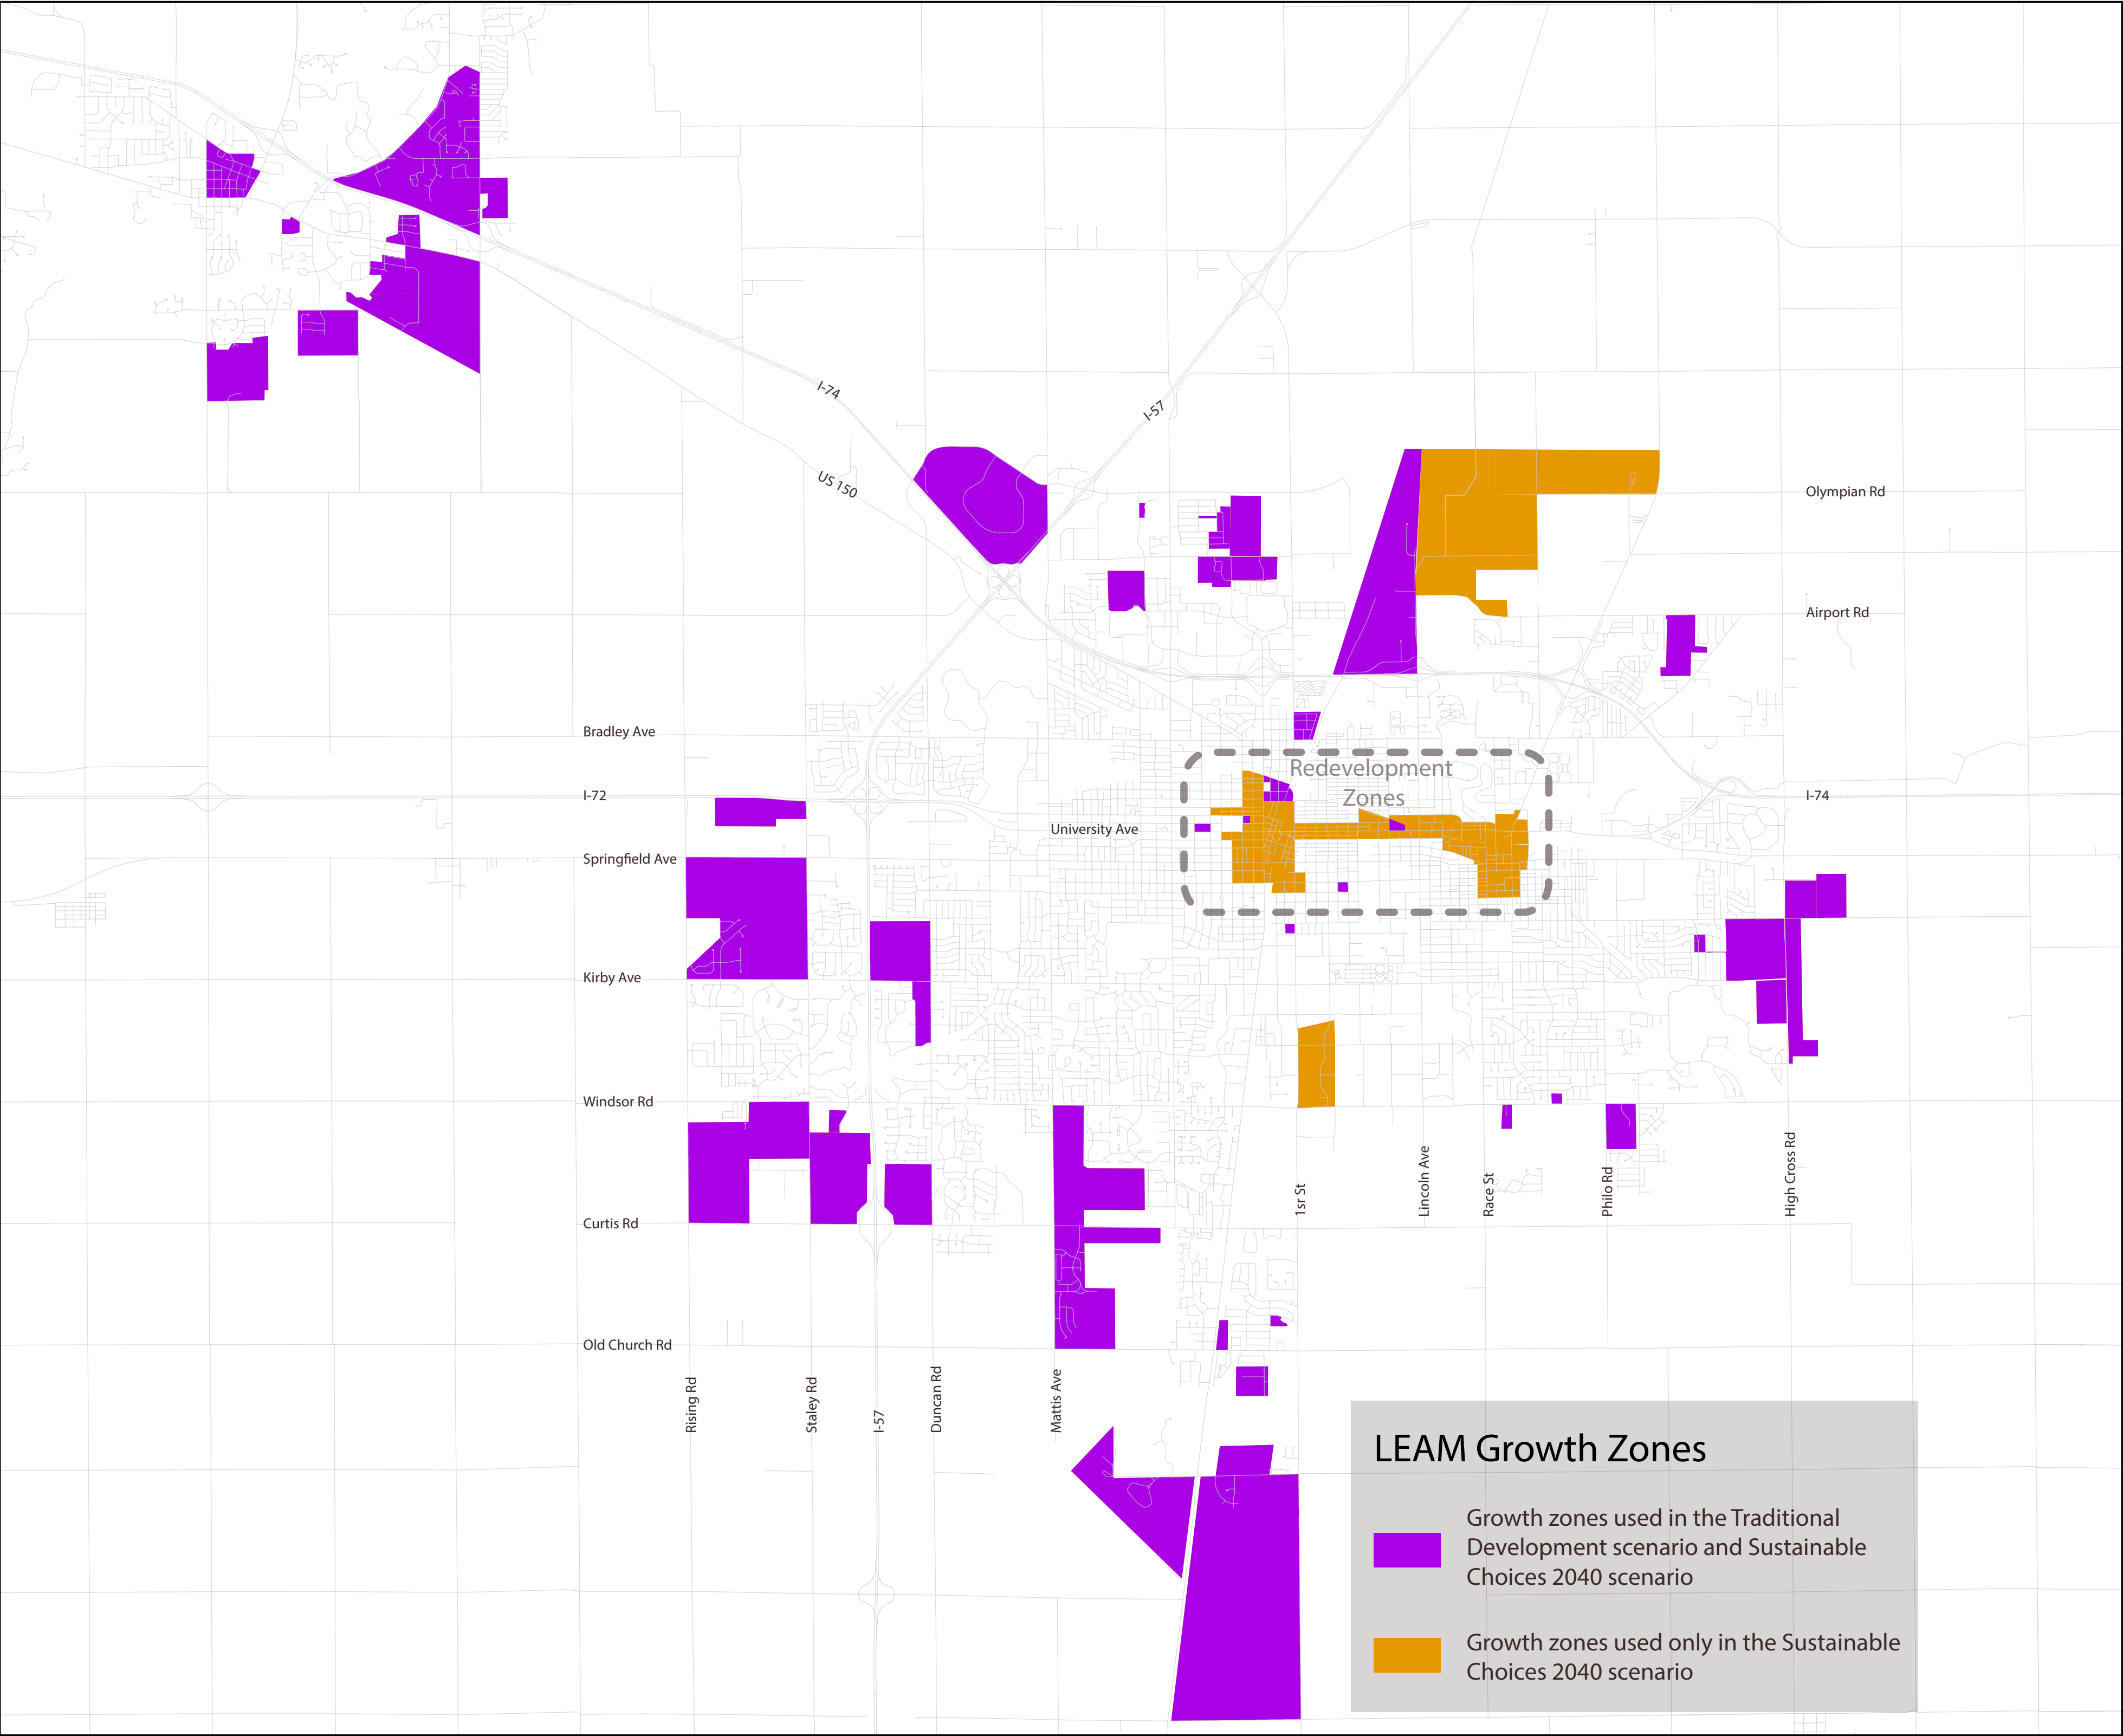 I-74
I-57
US 150
Olympian Rd
Airport Rd
Bradley Ave
Redevelopment
Zones
I-72
I-74
University Ave
Springfield Ave
Kirby Ave
Windsor Rd
Curtis Rd
1sr St
Lincoln Ave
Race St
Philo Rd
High Cross Rd
Old Church Rd
Rising Rd
Staley Rd
I-57
Duncan Rd
Mattis Ave
LEAM Growth Zones
Growth zones used in the Traditional
Development scenario and Sustainable
Choices 2040 scenario
Growth zones used only in the Sustainable
Choices 2040 scenario